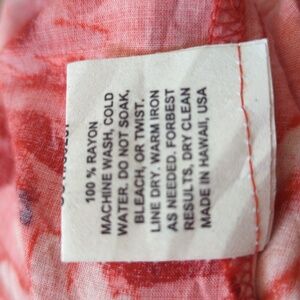 100 % RAYON
MACHINE WASH, COLD
WATER. DO NOT SOAK,
BLEACH, OR TWIST.
LINE DRY. WARM IRON
AS NEEDED. FORBEST
RESULTS, DRY CLEAN
MADE IN HAWAII, USA